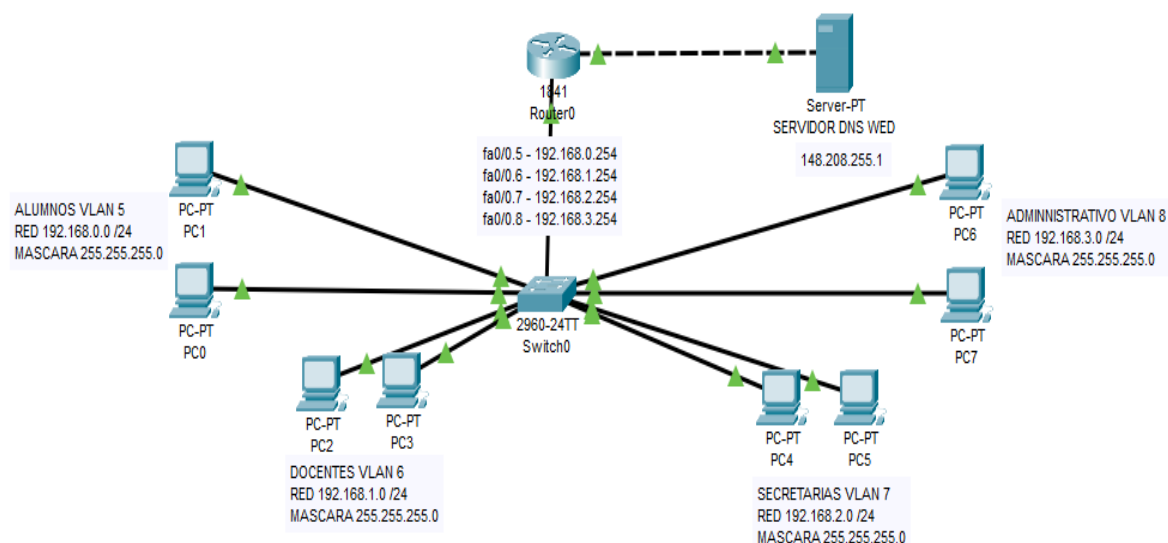 1841
Router0
Server-PT
SERVIDOR DNS WED
148.208.255.1
fa0/0.5 - 192.168.0.254
fa0/0.6 - 192.168.1.254
fa0/0.7 - 192.168.2.254
fa0/0.8 - 192.168.3.254
PC-PT
PC1
ALUMNOS VLAN 5
RED 192.168.0.0 /24
MASCARA 255.255.255.0
PC-PT
PC6
ADMINNISTRATIVO VLAN 8
RED 192.168.3.0 /24
MASCARA 255.255.255.0
PC-PT
PC0
2960-24TT
Switch0
PC-PT
PC7
PC-PT
PC2
PC-PT
PC3
DOCENTES VLAN 6
RED 192.168.1.0 /24
MASCARA 255.255.255.0
PC-PT
PC4
PC-PT
PC5
SECRETARIAS VLAN 7
RED 192.168.2.0 /24
MASCARA 255.255.255.0